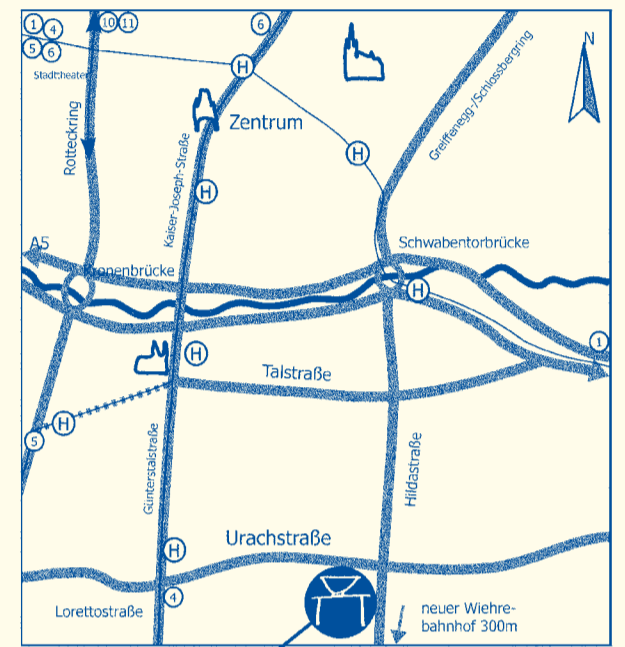 1 4 10 11 6
5 6
Stadttheater
H
Rotteckring
Zentrum
Greiffenegg-/Schlossbergring
N
H
Kaiser-Joseph-Straße
H
A5
Kronenbrücke
Schwabentorbrücke
H
H
1
Talstraße
H
5
Günterstalstraße
Hildastraße
H
Urachstraße
4
Lorettostraße
neuer Wiehre-
bahnhof 300m